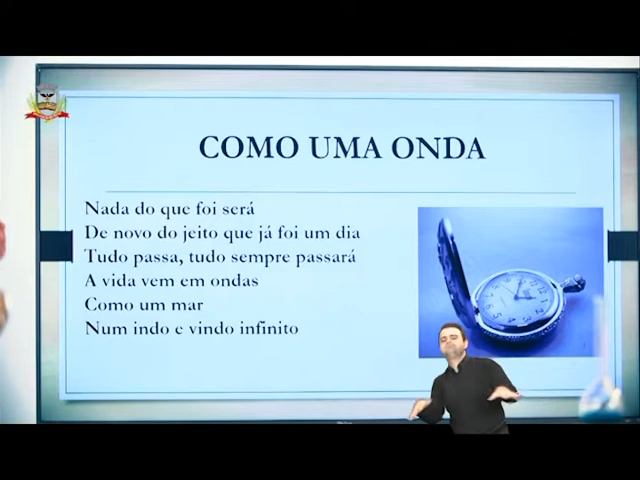 COMO UMA ONDA
Nada do que foi será
De novo do jeito que já foi um dia
Tudo passa, tudo sempre passará
A vida vem em ondas
Como um mar
Num indo e vindo infinito